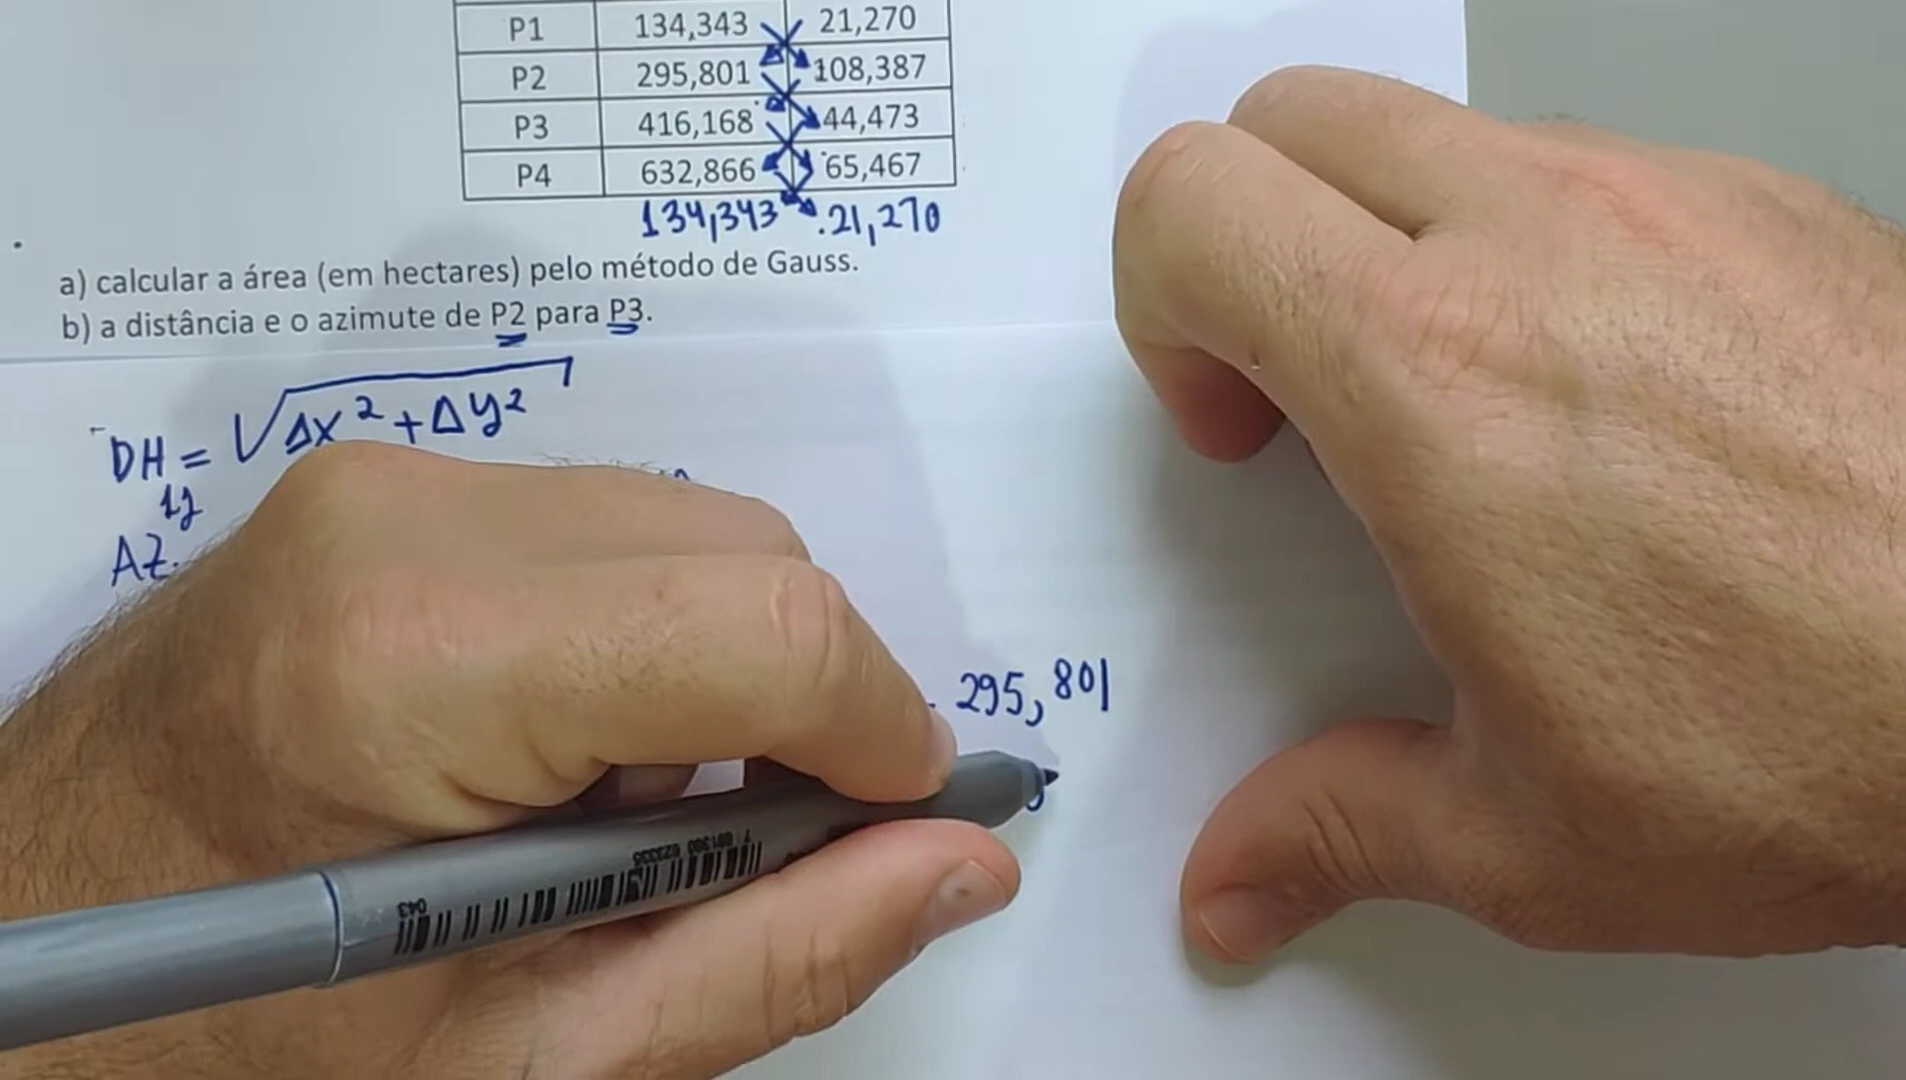 P1 134,343 21,270
P2 295,801 108,387
P3 416,168 44,473
P4 632,866 65,467
134,343 21,270
a) calcular a área (em hectares) pelo método de Gauss.
b) a distância e o azimute de P2 para P3.
DH = √Δx² + Δy²
AZ
295,801
043